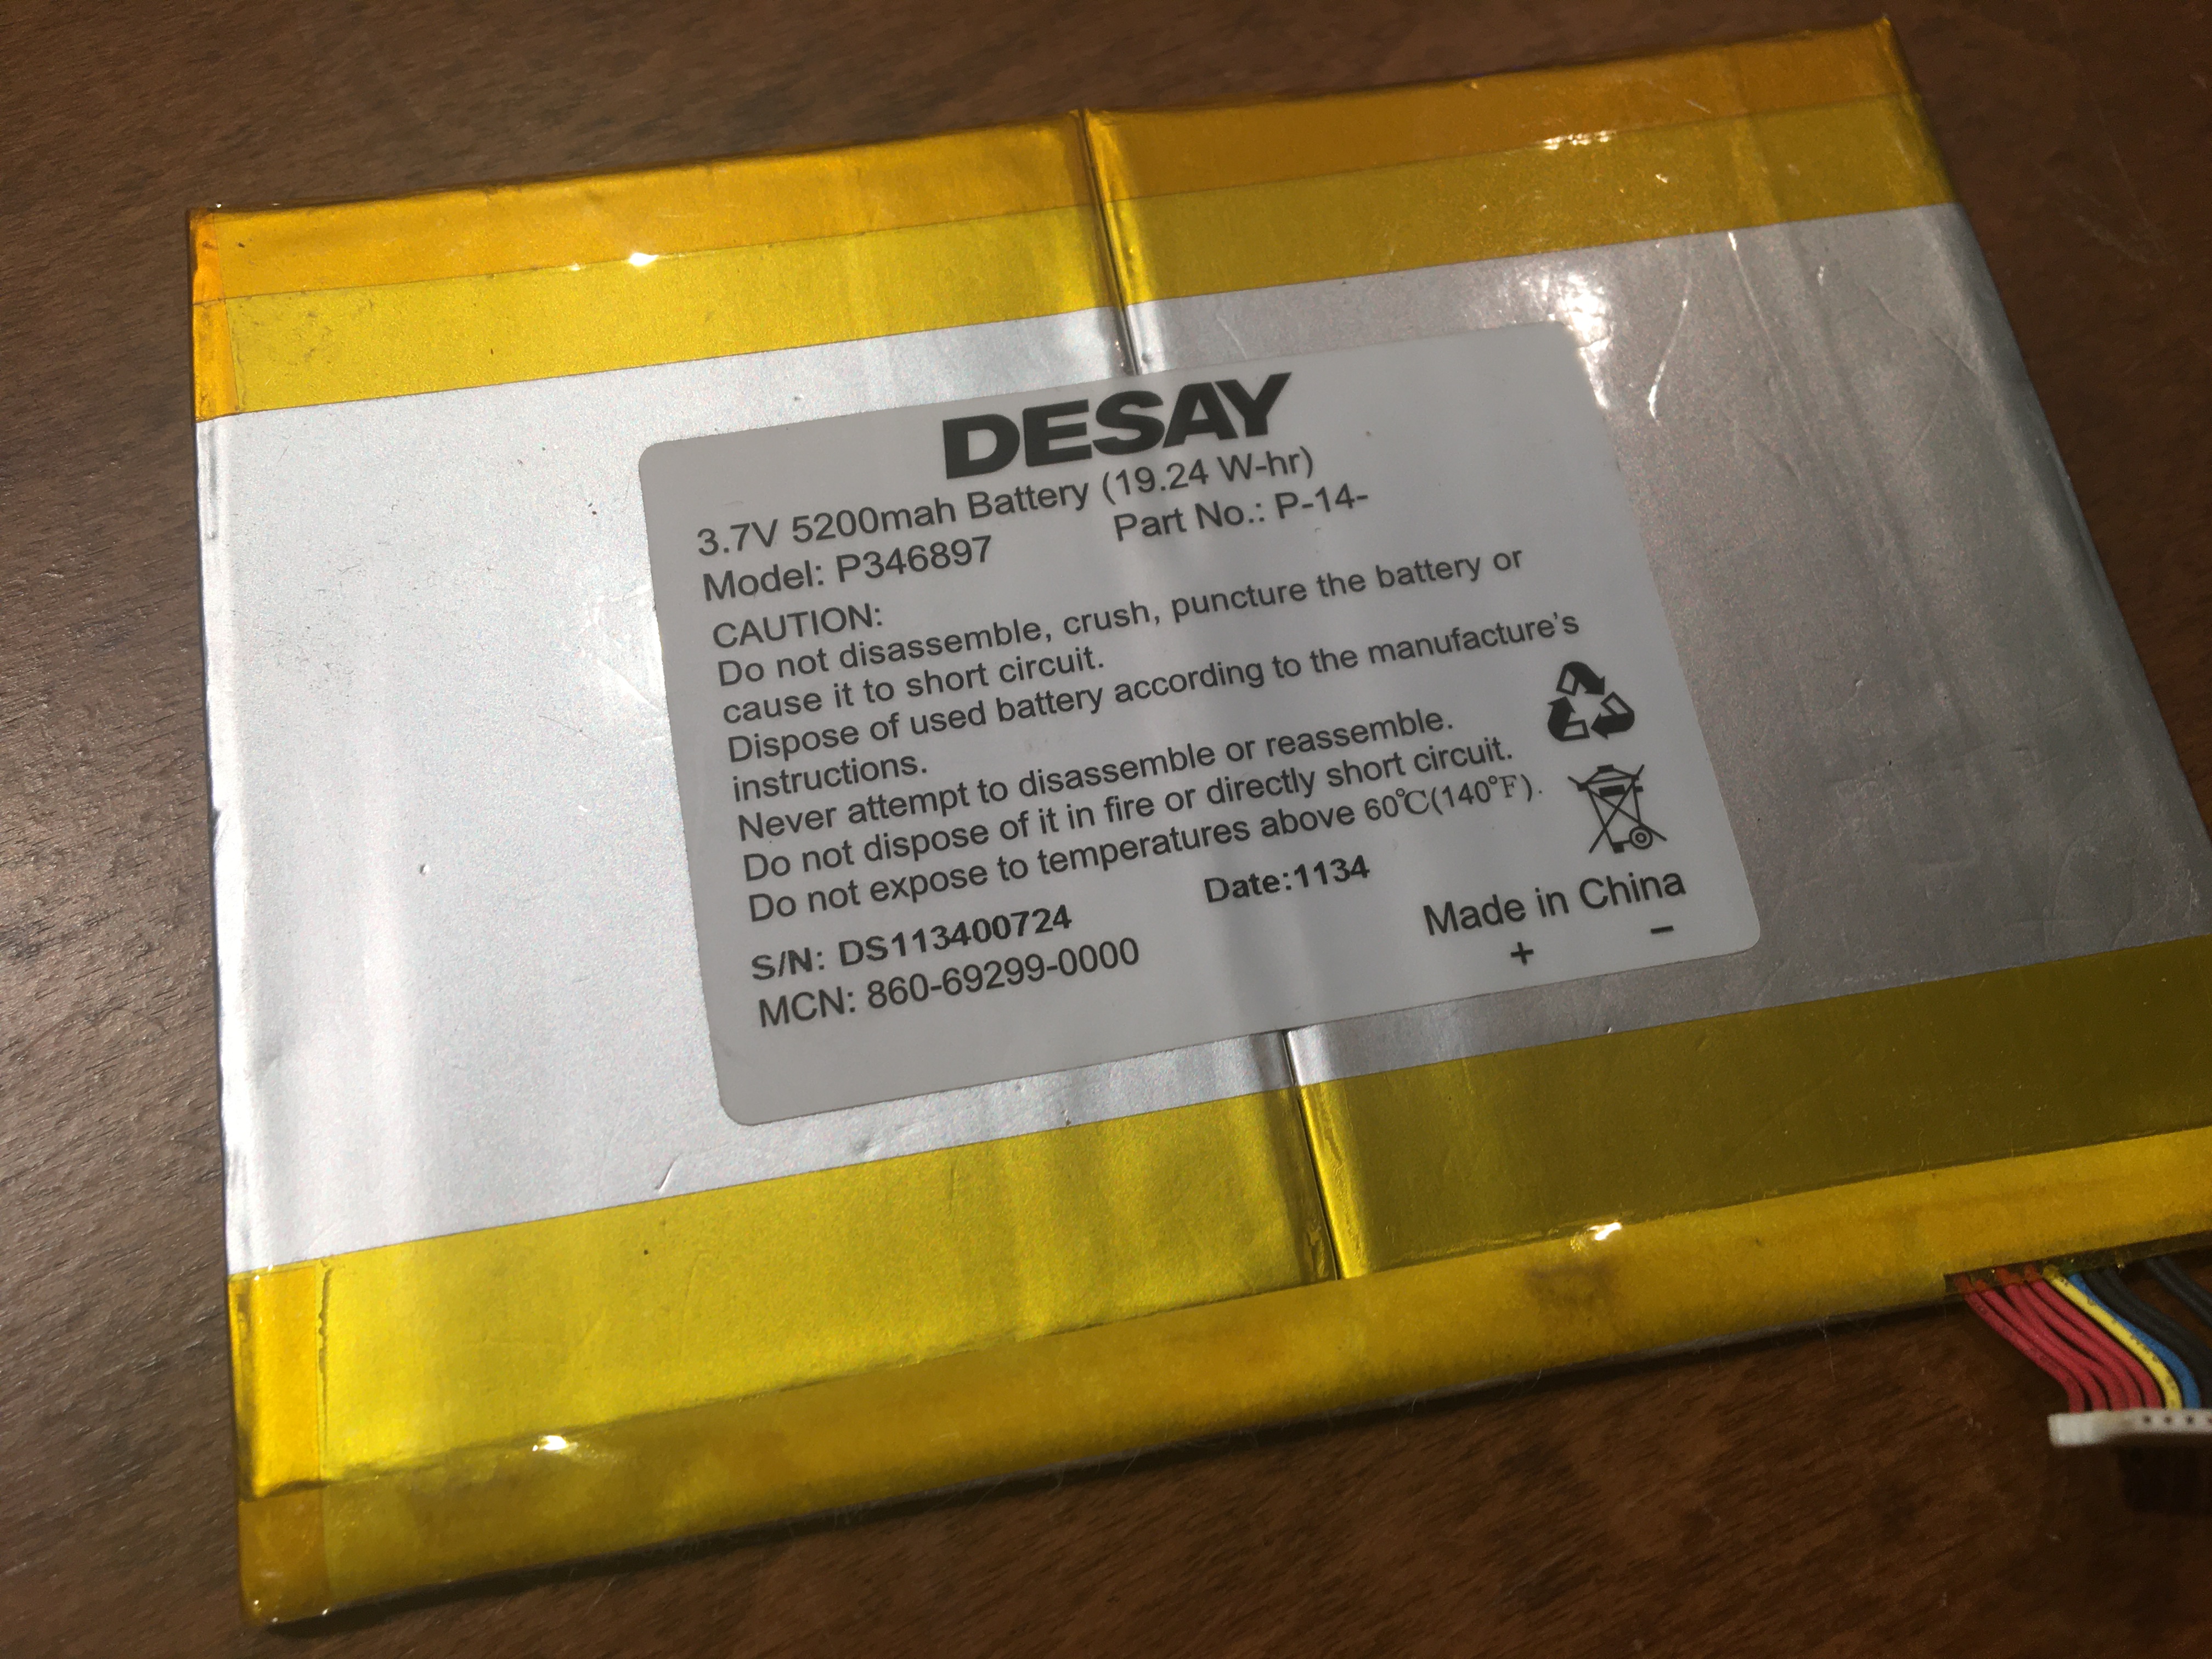 DESAY
3.7V 5200mah Battery (19.24 W-hr)
Model: P346897 Part No.: P-14-
CAUTION:
Do not disassemble, crush, puncture the battery or
cause it to short circuit.
Dispose of used battery according to the manufacture's
instructions.
Never attempt to disassemble or reassemble.
Do not dispose of it in fire or directly short circuit.
Do not expose to temperatures above 60℃(140°F).
S/N: DS113400724 Date:1134
MCN: 860-69299-0000 Made in China
+ −